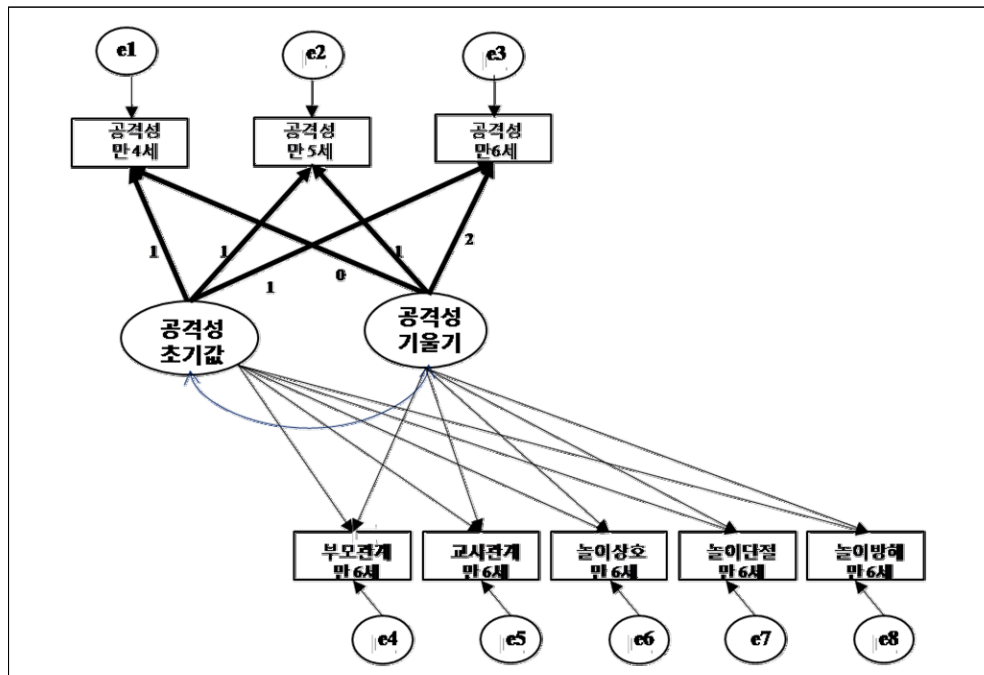 e1
e2
e3
공격성
만4세
공격성
만5세
공격성
만6세
1
1
1
0
1
2
공격성
초기값
공격성
기울기
부모관계
만 6세
교사관계
만 6세
놀이상호
만 6세
놀이단절
만 6세
놀이방해
만 6세
e4
e5
e6
e7
e8